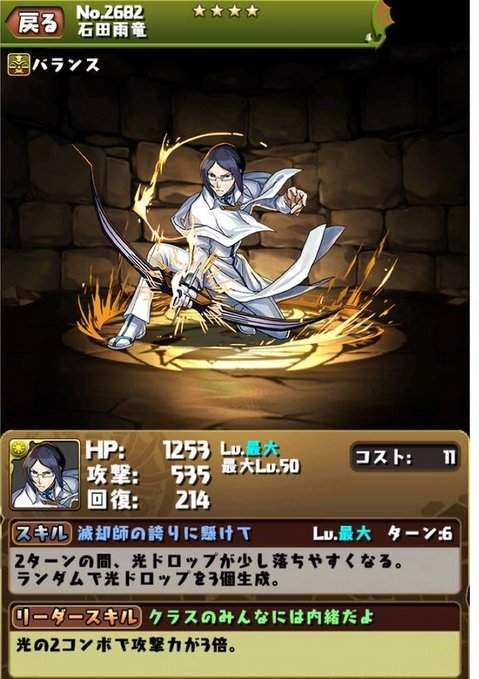 戻る
No.2682
石田雨竜
★★★★
バランス
HP: 1253
Lv.最大
最大Lv.50
コスト: 11
攻撃: 535
回復: 214
スキル 滅却師の誇りに懸けて Lv.最大 ターン:6
2ターンの間、光ドロップが少し落ちやすくなる。
ランダムで光ドロップを3個生成。
リーダースキル クラスのみんなには内緒だよ
光の2コンボで攻撃力が3倍。